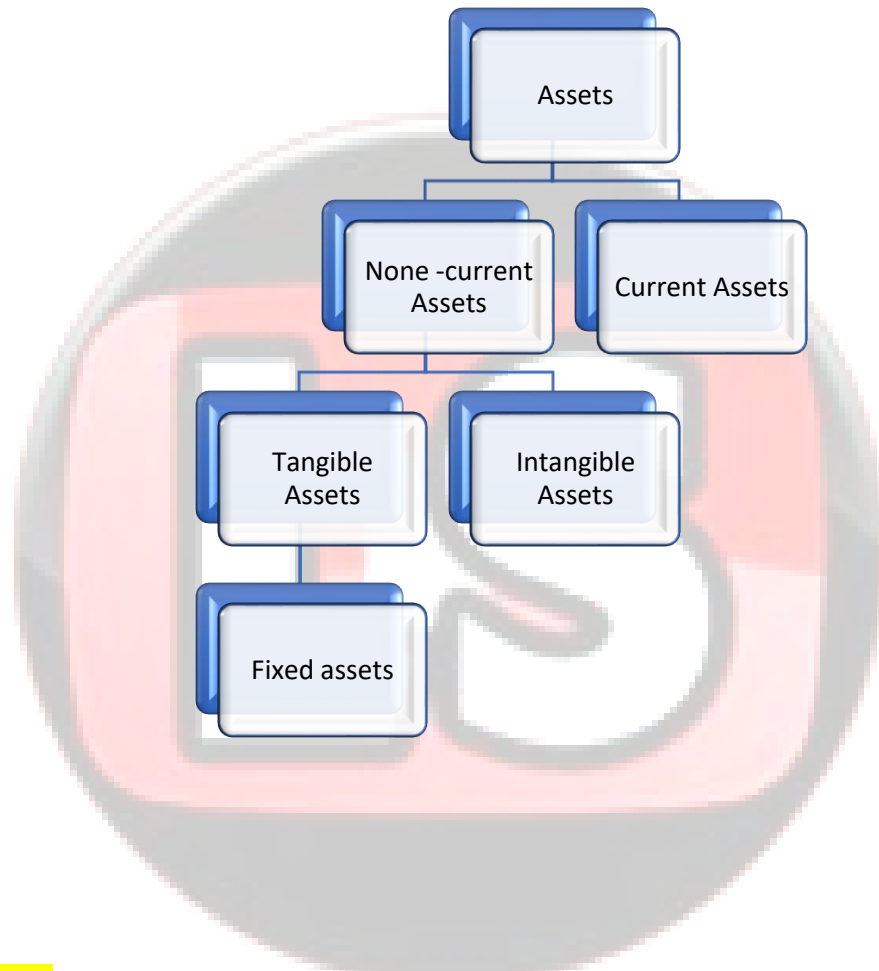 Assets
None -current
Assets
Current Assets
Tangible
Assets
Intangible
Assets
Fixed assets